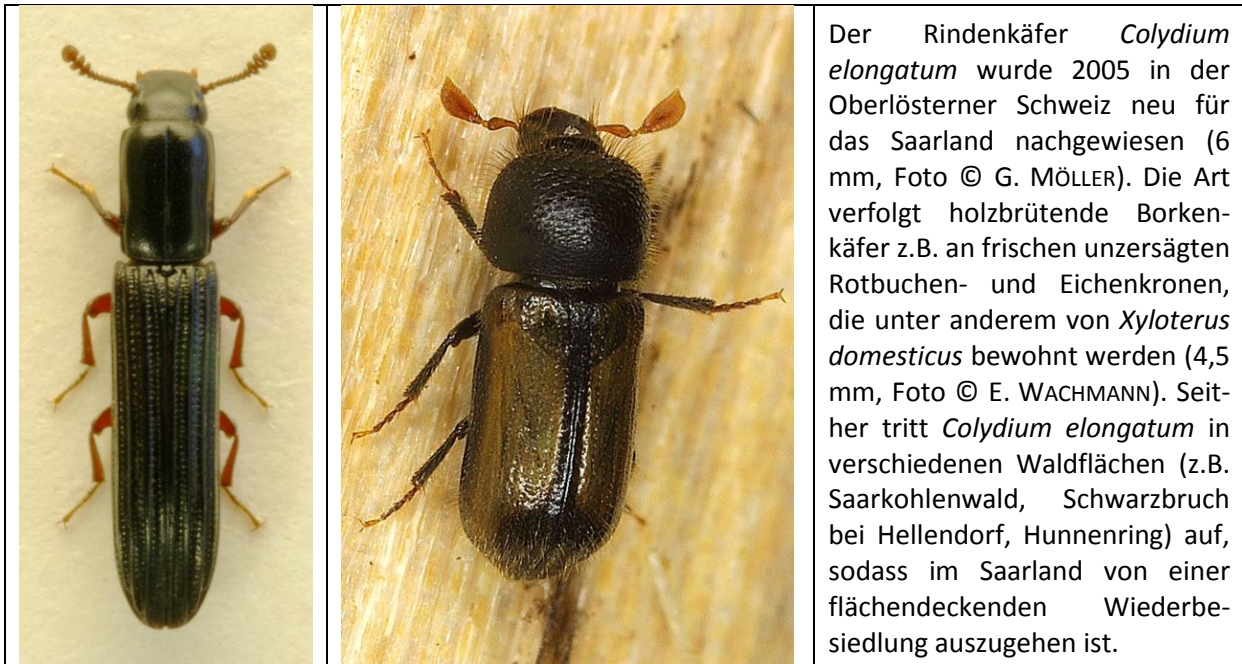 Der Rindenkäfer Colydium
elongatum wurde 2005 in der
Oberlösterner Schweiz neu für
das Saarland nachgewiesen (6
mm, Foto © G. MÖLLER). Die Art
verfolgt holzbrütende Borken-
käfer z.B. an frischen unzersägten
Rotbuchen- und Eichenkronen,
die unter anderem von Xyloterus
domesticus bewohnt werden (4,5
mm, Foto © E. WACHMANN). Seit-
her tritt Colydium elongatum in
verschiedenen Waldflächen (z.B.
Saarkohlenwald, Schwarzbruch
bei Hellendorf, Hunnenring) auf,
sodass im Saarland von einer
flächendeckenden Wiederbe-
siedlung auszugehen ist.